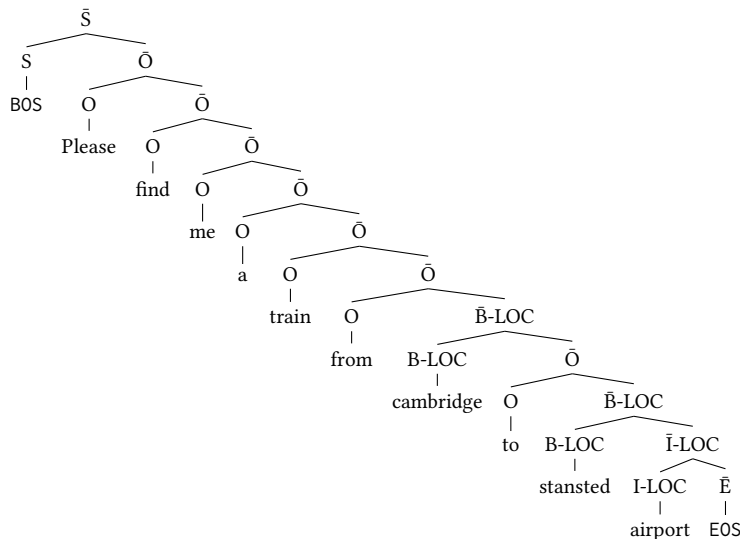 S̄
S Ō
BOS O Ō
Please O Ō
find O Ō
me O Ō
a O Ō
train O B̄-LOC
from B-LOC Ō
cambridge O B̄-LOC
to B-LOC Ī-LOC
stansted I-LOC Ē
airport EOS